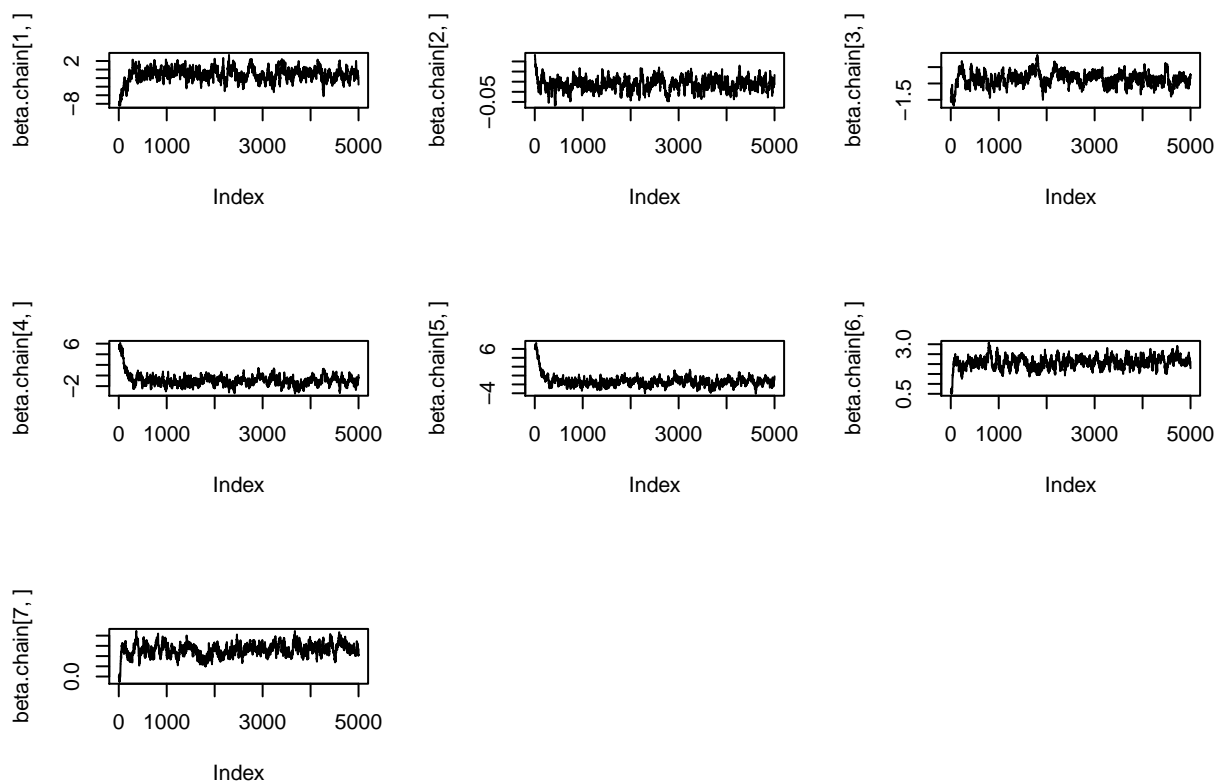 beta.chain[1, ]
2
-8
0 1000 3000 5000
Index
beta.chain[2, ]
-0.05
0 1000 3000 5000
Index
beta.chain[3, ]
-1.5
0 1000 3000 5000
Index
beta.chain[4, ]
6
-2
0 1000 3000 5000
Index
beta.chain[5, ]
6
-4
0 1000 3000 5000
Index
beta.chain[6, ]
3.0
0.5
0 1000 3000 5000
Index
beta.chain[7, ]
0.0
0 1000 3000 5000
Index